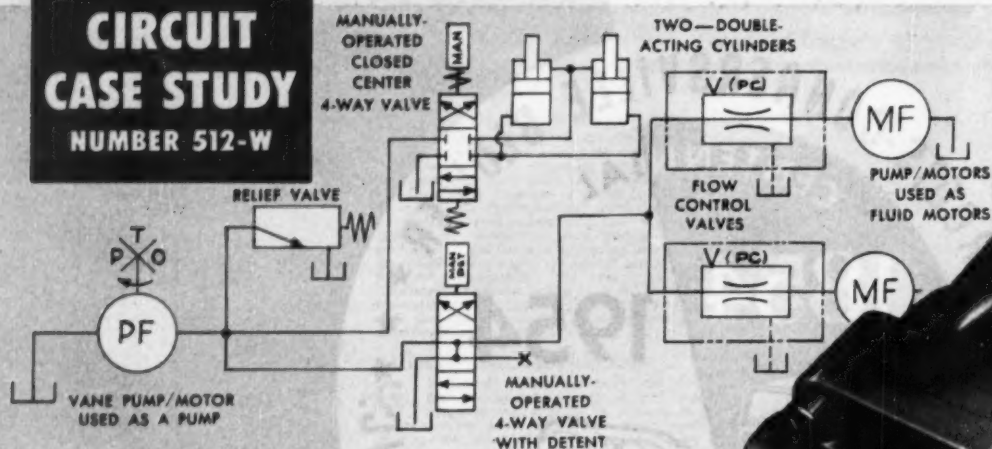 CIRCUIT
CASE STUDY
NUMBER 512-W
MANUALLY-
OPERATED
CLOSED
CENTER
4-WAY VALVE
MAN
TWO—DOUBLE-
ACTING CYLINDERS
V (PC)
MF
PUMP/MOTORS
USED AS
FLUID MOTORS
FLOW
CONTROL
VALVES
RELIEF VALVE
P T O
PF
VANE PUMP/MOTOR
USED AS A PUMP
MAN
DET
V (PC)
MF
MANUALLY-
OPERATED
4-WAY VALVE
WITH DETENT